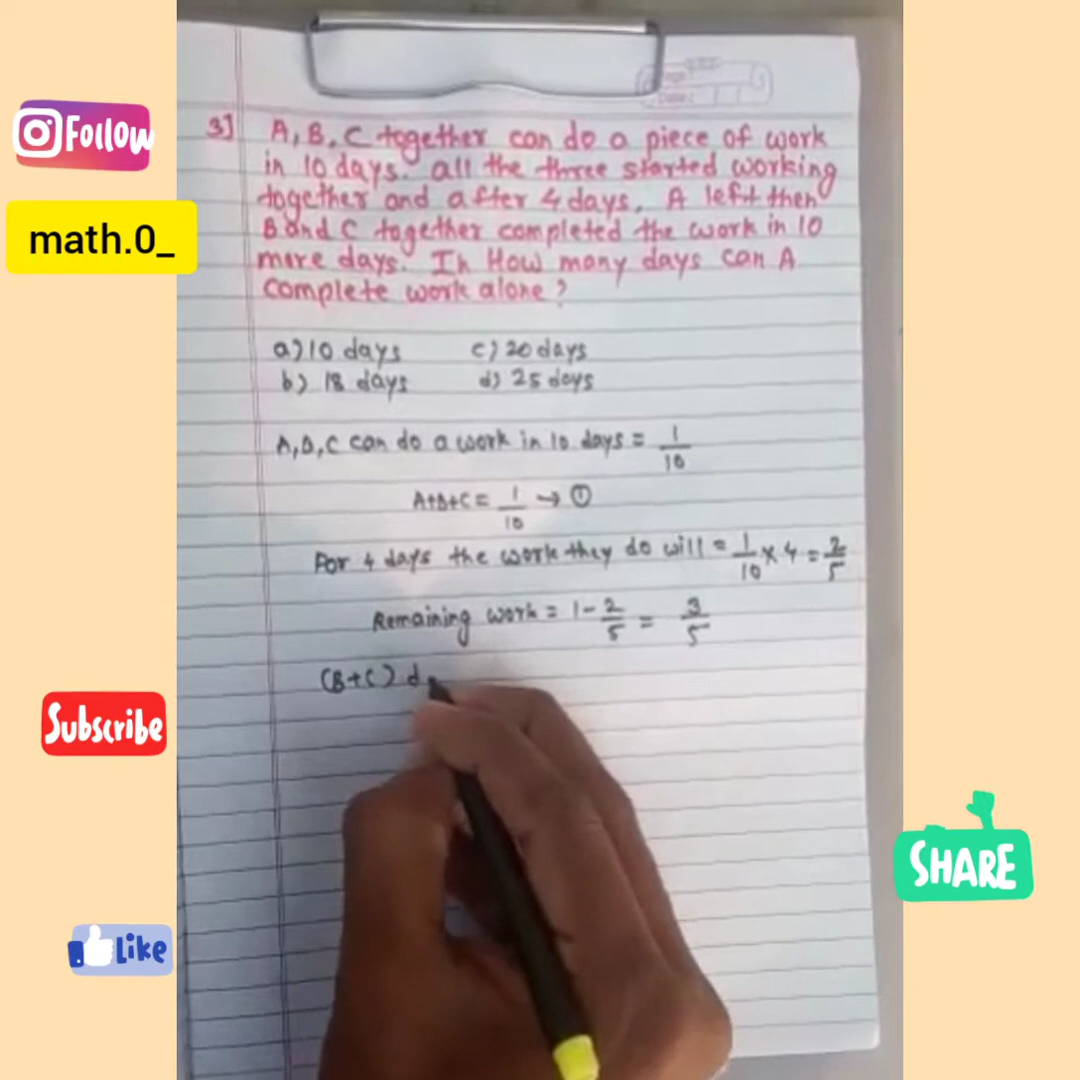 Follow
math.0_
3] A, B, C together can do a piece of work
in 10 days. all the three started working
together and after 4 days, A left then
B and C together completed the work in 10
more days. In How many days can A
complete work alone?
a) 10 days c) 20 days
b) 18 days d) 25 days
A, B, C can do a work in 10 days = 1/10
A+B+C = 1/10 → ①
For 4 days the work they do will = 1/10 × 4 = 2/5
Remaining work = 1 - 2/5 = 3/5
(B+C) d
Subscribe
SHARE
Like